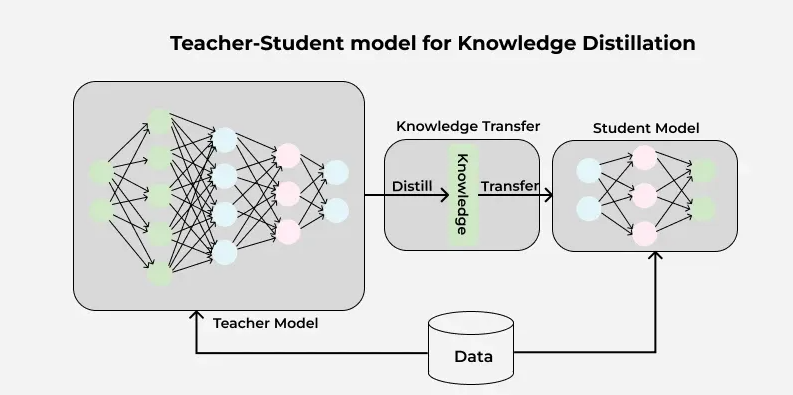 Teacher-Student model for Knowledge Distillation
Knowledge Transfer
Student Model
Distill
Knowledge
Transfer
Teacher Model
Data